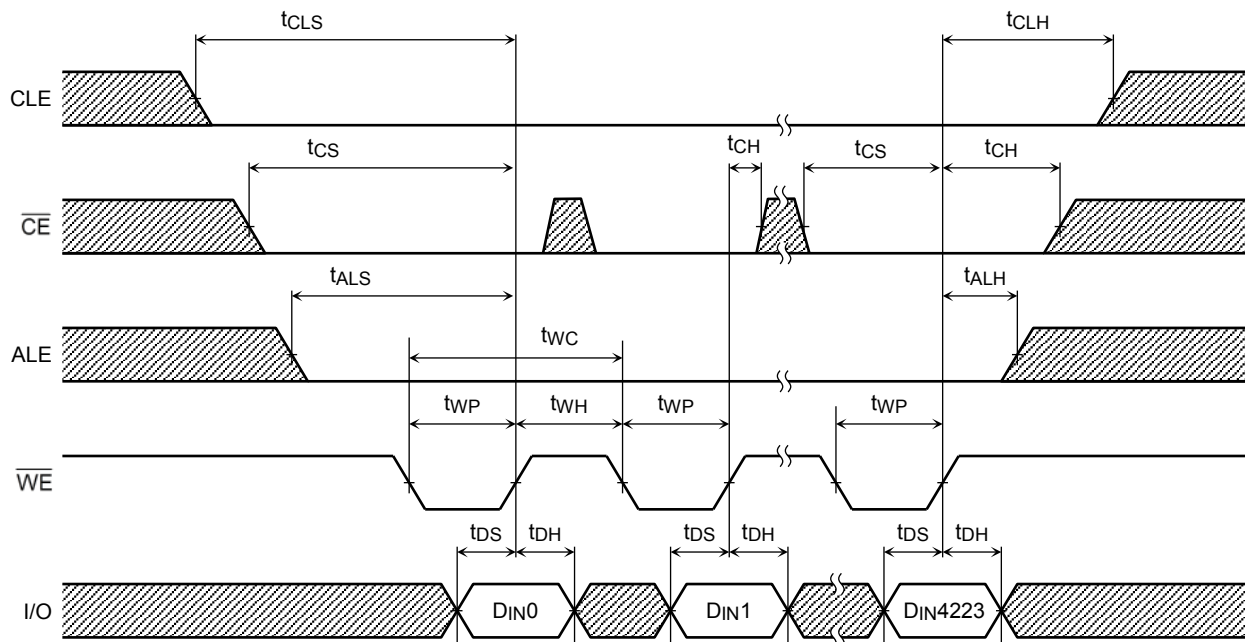 tCLS tCLH
CLE
tCS tCH tCS tCH
CE
tALS tALH
tWC
ALE
tWP tWH tWP tWP
WE
tDS tDH tDS tDH tDS tDH
I/O DIN0 DIN1 DIN4223